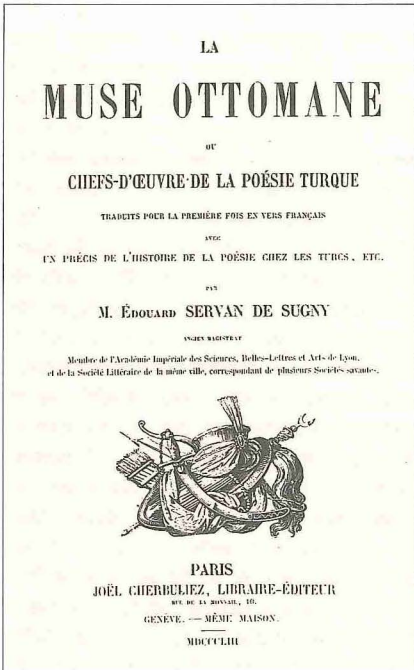 LA
MUSE OTTOMANE
OU
CHEFS-D'ŒUVRE DE LA POÉSIE TURQUE
TRADUITS POUR LA PREMIÈRE FOIS EN VERS FRANÇAIS
AVEC
UN PRÉCIS DE L'HISTOIRE DE LA POÉSIE CHEZ LES TURCS, ETC.
PAR
M. ÉDOUARD SERVAN DE SUGNY
ANCIEN MAGISTRAT
Membre de l'Académie Impériale des Sciences, Belles-Lettres et Arts de Lyon,
et de la Société Littéraire de la même ville, correspondant de plusieurs Sociétés savantes.
PARIS
JOËL CHERBULIEZ, LIBRAIRE-ÉDITEUR
RUE DE LA MONNAIE, 10.
GENÈVE. — MÊME MAISON.
MDCCCLIII